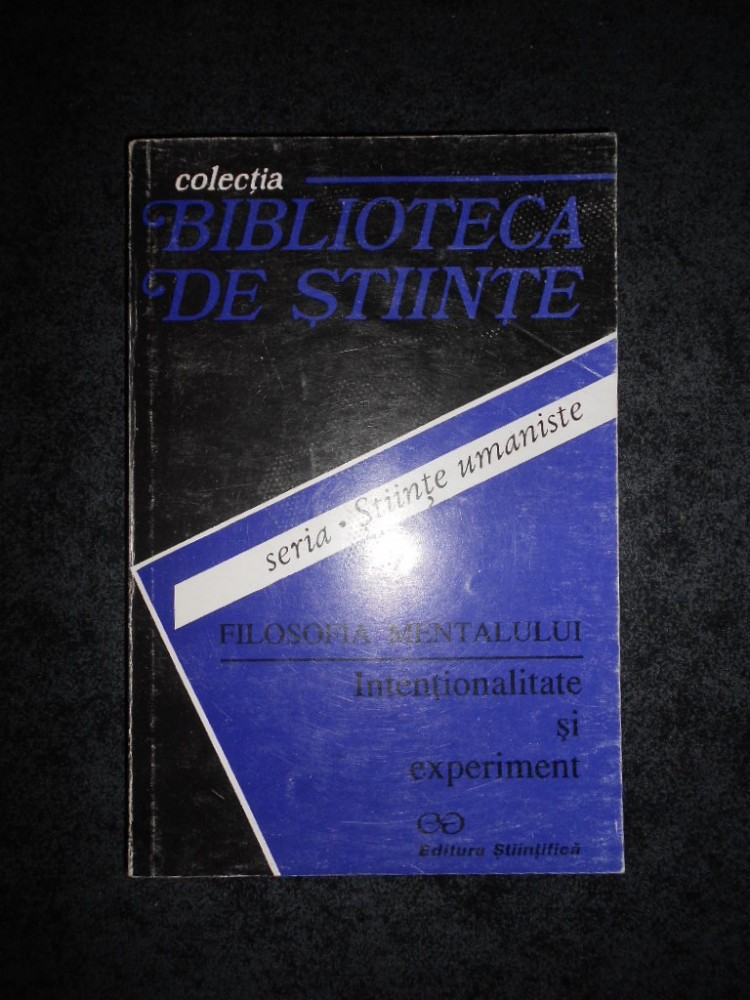 colecția
BIBLIOTECA
DE ȘTIINȚE
seria • Științe umaniste
FILOSOFIA MENTALULUI
Intenționalitate
și
experiment
Editura Științifică